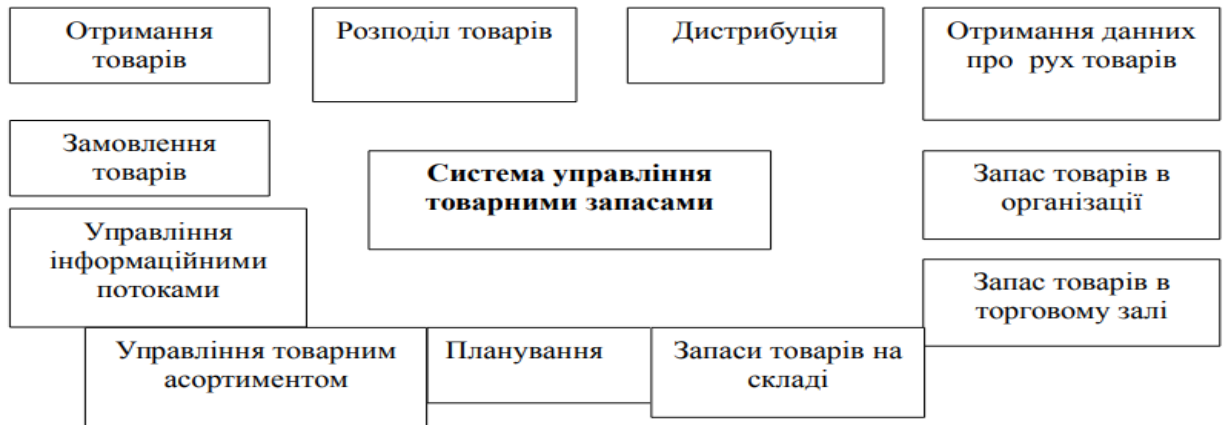 Отримання
товарів
Розподіл товарів
Дистрибуція
Отримання данних
про рух товарів
Замовлення
товарів
Система управління
товарними запасами
Запас товарів в
організації
Управління
інформаційними
потоками
Запас товарів в
торговому залі
Управління товарним
асортиментом
Планування
Запаси товарів на
складі